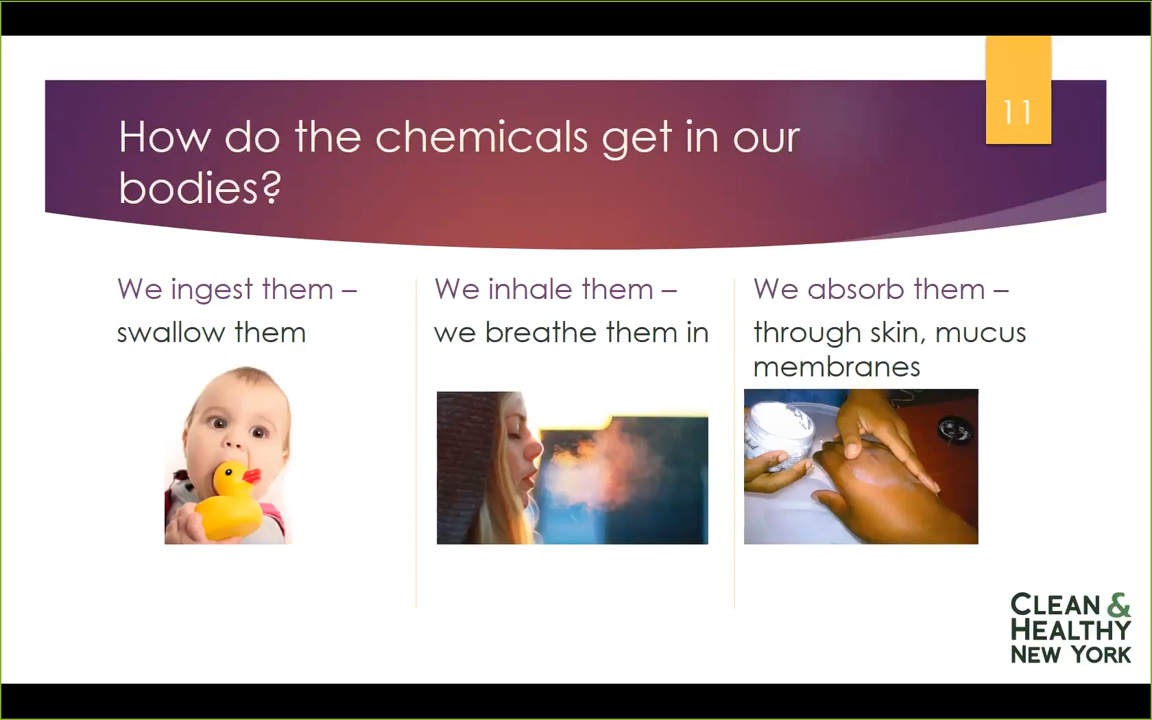 11
How do the chemicals get in our
bodies?
We ingest them –
swallow them
We inhale them –
we breathe them in
We absorb them –
through skin, mucus
membranes
CLEAN &
HEALTHY
NEW YORK